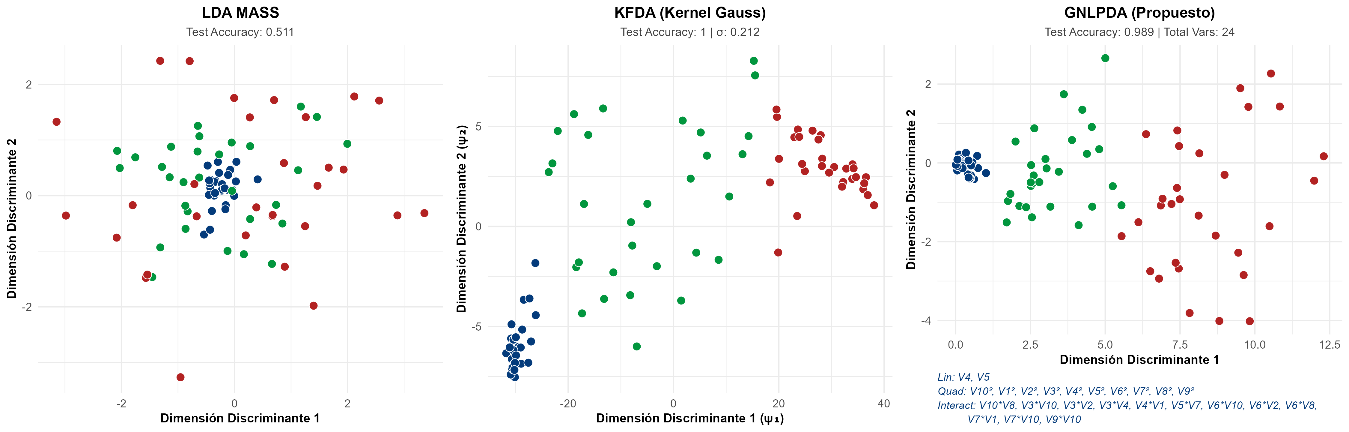 LDA MASS
Test Accuracy: 0.511
2
0
-2
-2
0
2
Dimensión Discriminante 2
Dimensión Discriminante 1
KFDA (Kernel Gauss)
Test Accuracy: 1 | σ: 0.212
5
0
-5
-20
0
20
40
Dimensión Discriminante 2 (ψ₂)
Dimensión Discriminante 1 (ψ₁)
GNLPDA (Propuesto)
Test Accuracy: 0.989 | Total Vars: 24
2
0
-2
-4
0.0
2.5
5.0
7.5
10.0
12.5
Dimensión Discriminante 2
Dimensión Discriminante 1
Lin: V4, V5
Quad: V10², V1², V2², V3², V4², V5², V6², V7², V8², V9²
Interact: V10*V8, V3*V10, V3*V2, V3*V4, V4*V1, V5*V7, V6*V10, V6*V2, V6*V8,
V7*V1, V7*V10, V9*V10